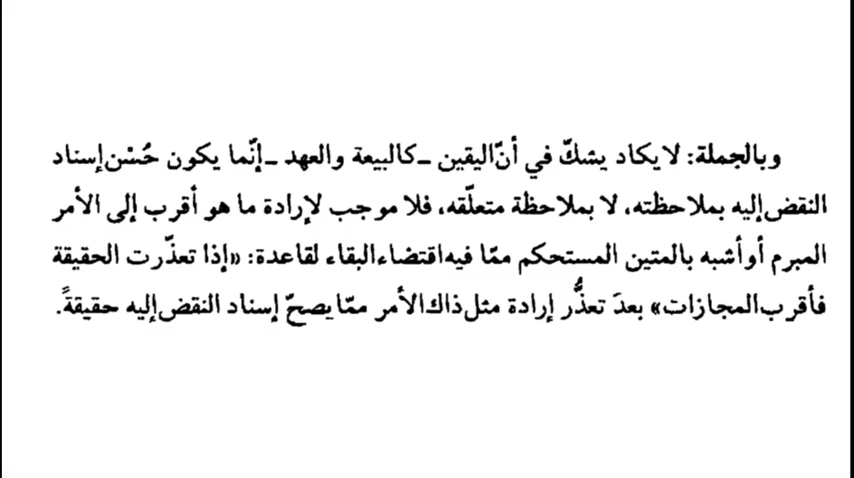 وبالجملة: لا يكاد يشكّ في أنّ اليقين ـ كالبيعة والعهد ـ إنّما يكون حُسْن إسناد
النقض إليه بملاحظته، لا بملاحظة متعلّقه، فلا موجب لإرادة ما هو أقرب إلى الأمر
المبرم أو أشبه بالمتين المستحكم ممّا فيه اقتضاء البقاء لقاعدة: «إذا تعذّرت الحقيقة
فأقرب المجازات» بعدَ تعذُّر إرادة مثل ذاك الأمر ممّا يصحّ إسناد النقض إليه حقيقةً.